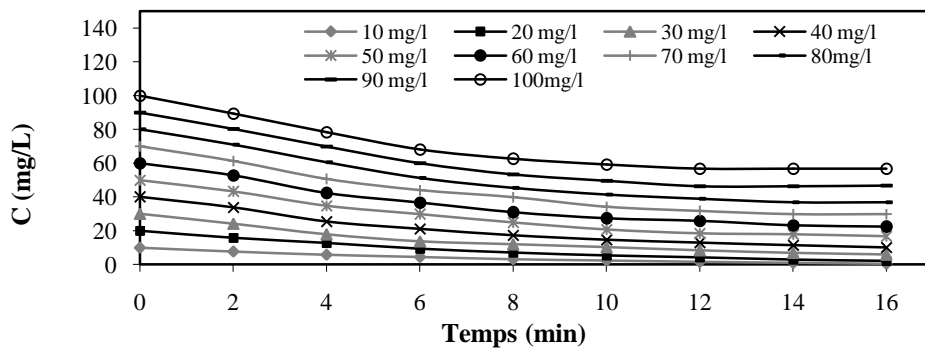 140
120
100
80
60
40
20
0
C (mg/L)
10 mg/l 20 mg/l 30 mg/l 40 mg/l
50 mg/l 60 mg/l 70 mg/l 80mg/l
90 mg/l 100mg/l
0 2 4 6 8 10 12 14 16
Temps (min)